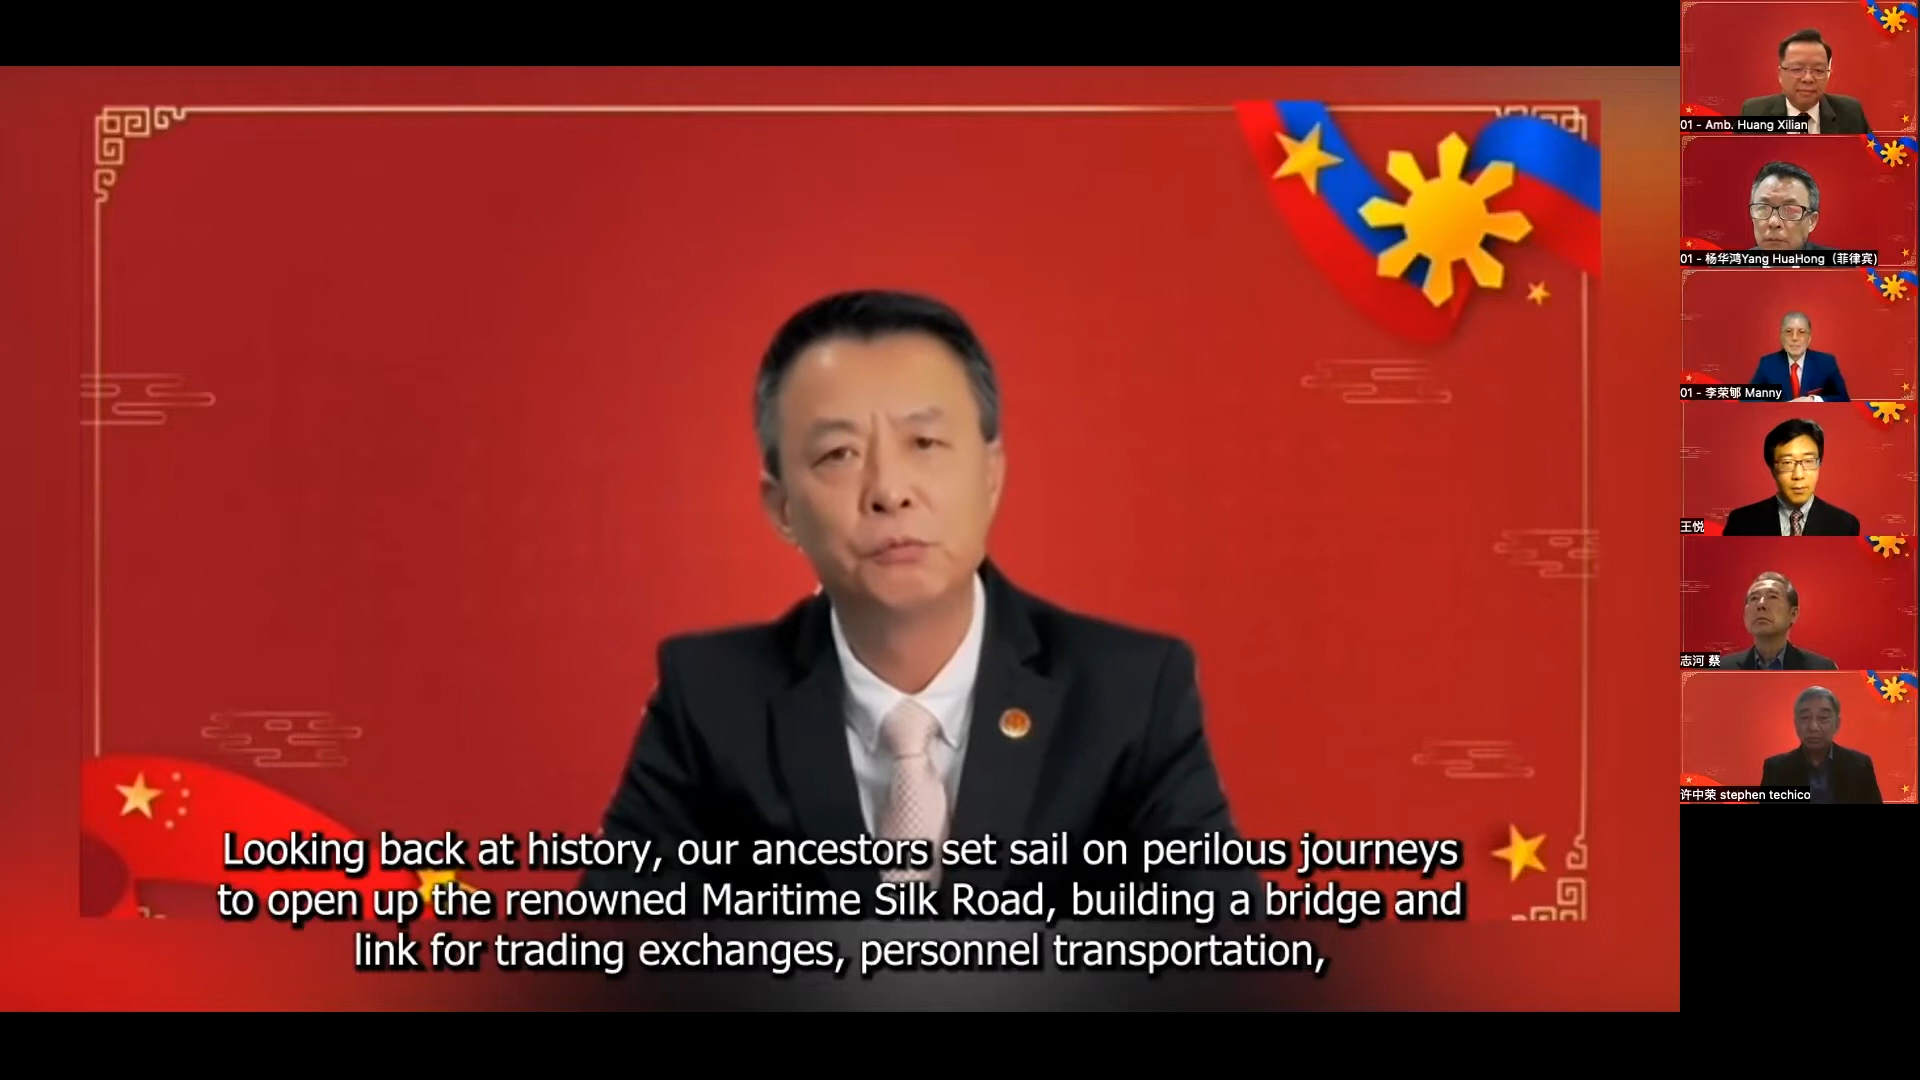 Looking back at history, our ancestors set sail on perilous journeys
to open up the renowned Maritime Silk Road, building a bridge and
link for trading exchanges, personnel transportation,
01 - Amb. Huang Xilian
01 - 杨华鸿Yang HuaHong（菲律宾)
01 - 李荣郇 Manny
王悦
志河 蔡
许中荣 stephen techico